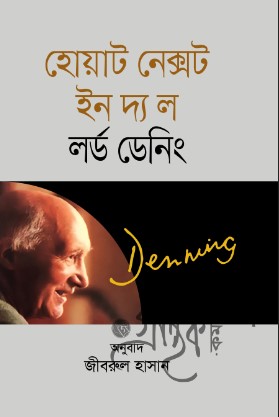 হোয়াট নেক্সট
ইন দ্য ল
লর্ড ডেনিং
Denning
অনুবাদ
জীবরুল হাসান